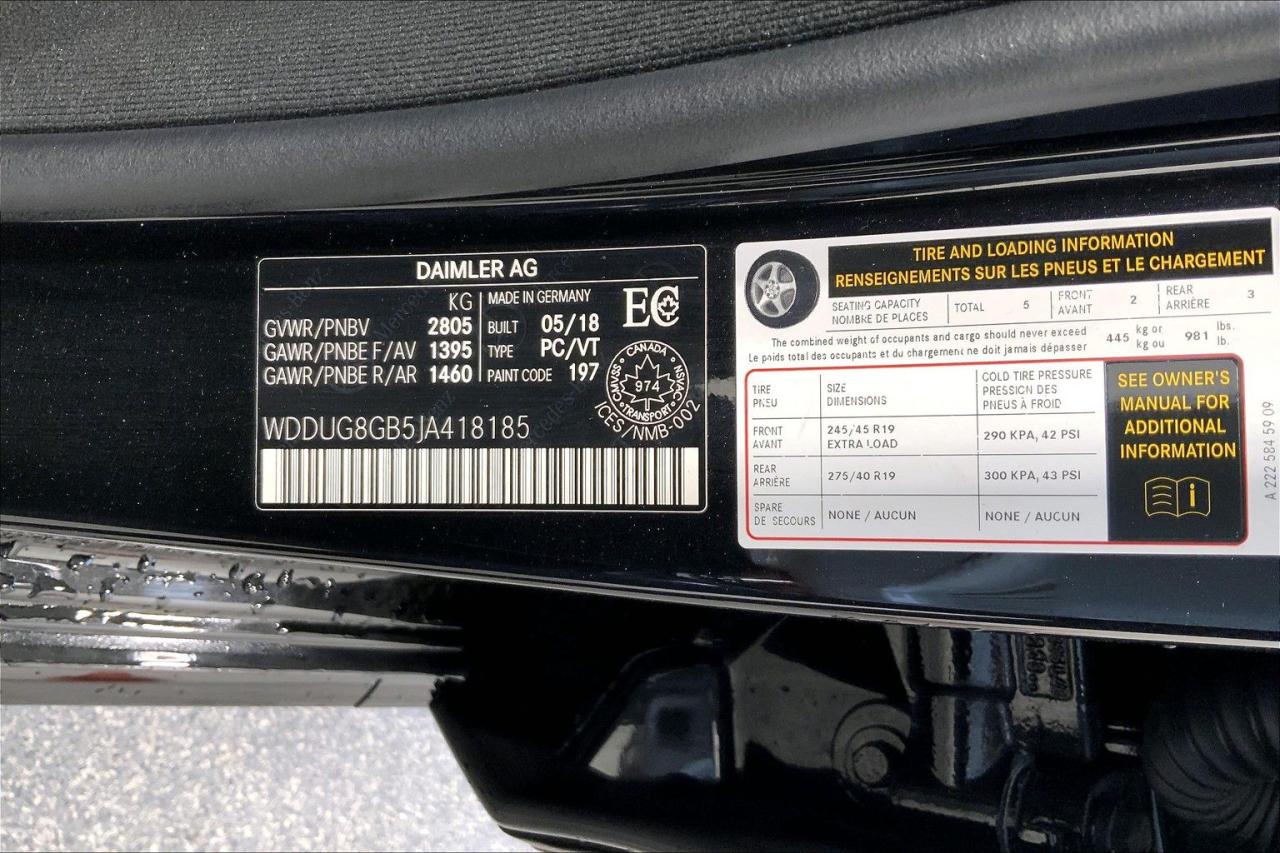 DAIMLER AG
KG
GVWR/PNBV 2805
GAWR/PNBE F/AV 1395
GAWR/PNBE R/AR 1460
MADE IN GERMANY
BUILT 05/18
TYPE PC/VT
PAINT CODE 197
EC
CANADA
CMVSS NSVAC
974
TRANSPORT
ICES/NMB-002
WDDUG8GB5JA418185
TIRE AND LOADING INFORMATION
RENSEIGNEMENTS SUR LES PNEUS ET LE CHARGEMENT
SEATING CAPACITY
NOMBRE DE PLACES
TOTAL 5
FRONT
AVANT
2
REAR
ARRIÈRE
3
The combined weight of occupants and cargo should never exceed
Le poids total des occupants et du chargement ne doit jamais dépasser
445 kg or
kg ou
981 lbs.
lb.
TIRE
PNEU
SIZE
DIMENSIONS
COLD TIRE PRESSURE
PRESSION DES
PNEUS À FROID
FRONT
AVANT
245/45 R19
EXTRA LOAD
290 KPA, 42 PSI
REAR
ARRIÈRE
275/40 R19
300 KPA, 43 PSI
SPARE
DE SECOURS
NONE / AUCUN
NONE / AUCUN
SEE OWNER'S
MANUAL FOR
ADDITIONAL
INFORMATION
A 222 584 59 09